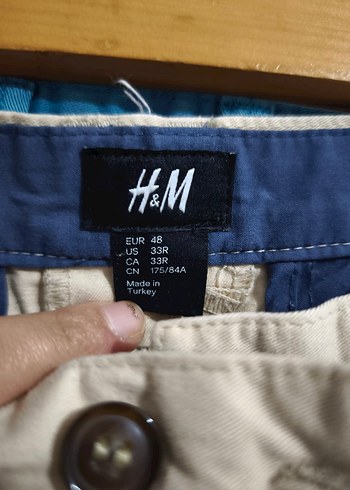 H&M
EUR 48
US 33R
CA 33R
CN 175/84A
Made in
Turkey